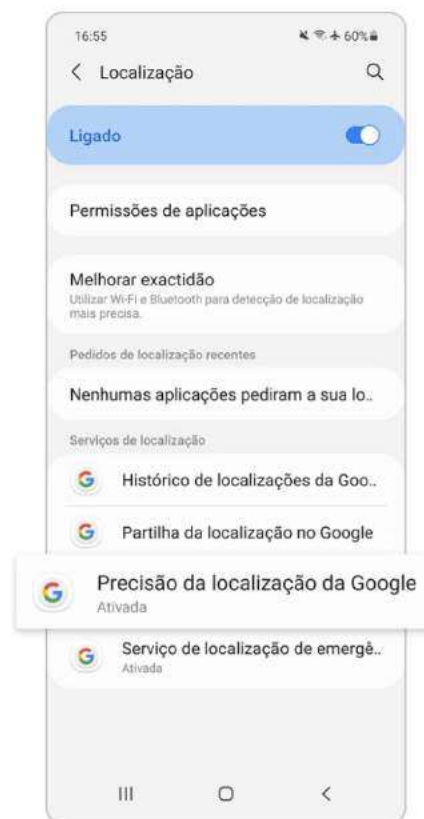 16:55
60%
Localização
Ligado
Permissões de aplicações
Melhorar exactidão
Utilizar Wi-Fi e Bluetooth para detecção de localização
mais precisa.
Pedidos de localização recentes
Nenhumas aplicações pediram a sua lo..
Serviços de localização
Histórico de localizações da Goo..
Partilha da localização no Google
Precisão da localização da Google
Ativada
Serviço de localização de emergê..
Ativada